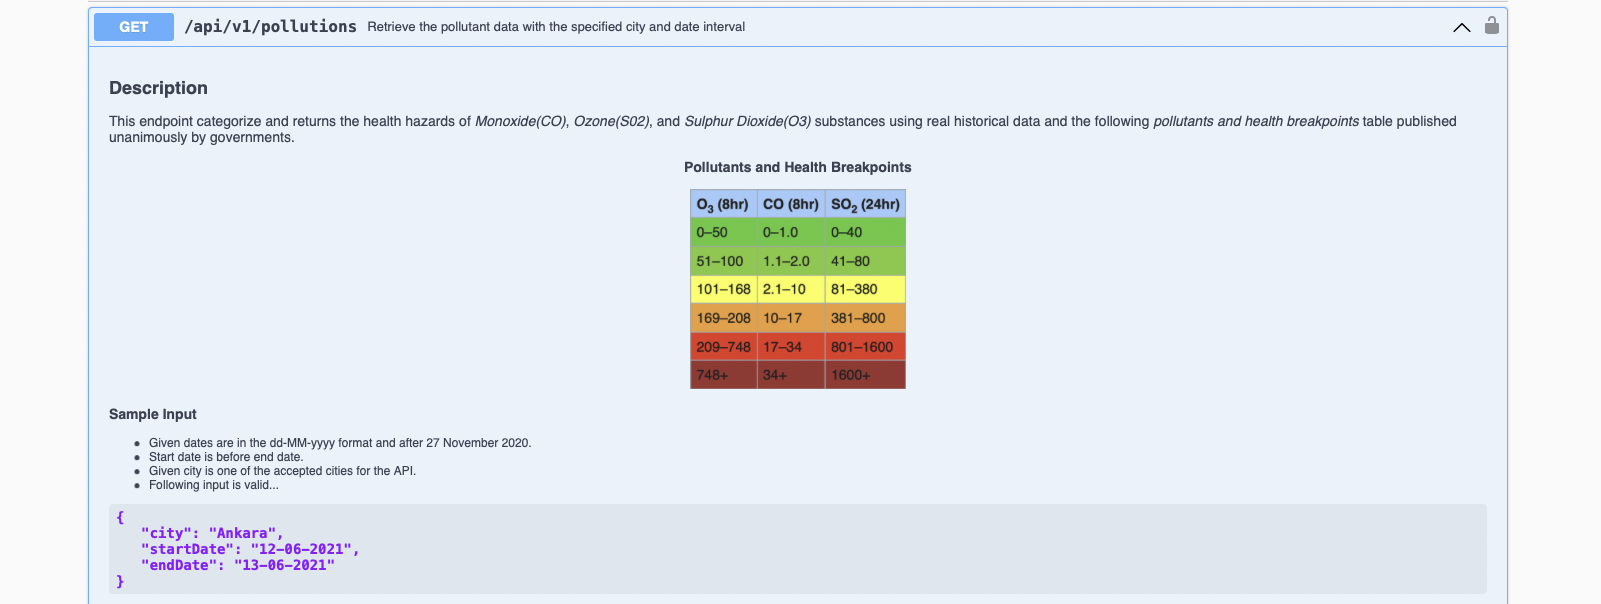 GET /api/v1/pollutions Retrieve the pollutant data with the specified city and date interval
Description
This endpoint categorize and returns the health hazards of Monoxide(CO), Ozone(S02), and Sulphur Dioxide(O3) substances using real historical data and the following pollutants and health breakpoints table published
unanimously by governments.
Pollutants and Health Breakpoints
O3 (8hr) CO (8hr) SO2 (24hr)
0–50 0–1.0 0–40
51–100 1.1–2.0 41–80
101–168 2.1–10 81–380
169–208 10–17 381–800
209–748 17–34 801–1600
748+ 34+ 1600+
Sample Input
Given dates are in the dd-MM-yyyy format and after 27 November 2020.
Start date is before end date.
Given city is one of the accepted cities for the API.
Following input is valid...
{
"city": "Ankara",
"startDate": "12-06-2021",
"endDate": "13-06-2021"
}